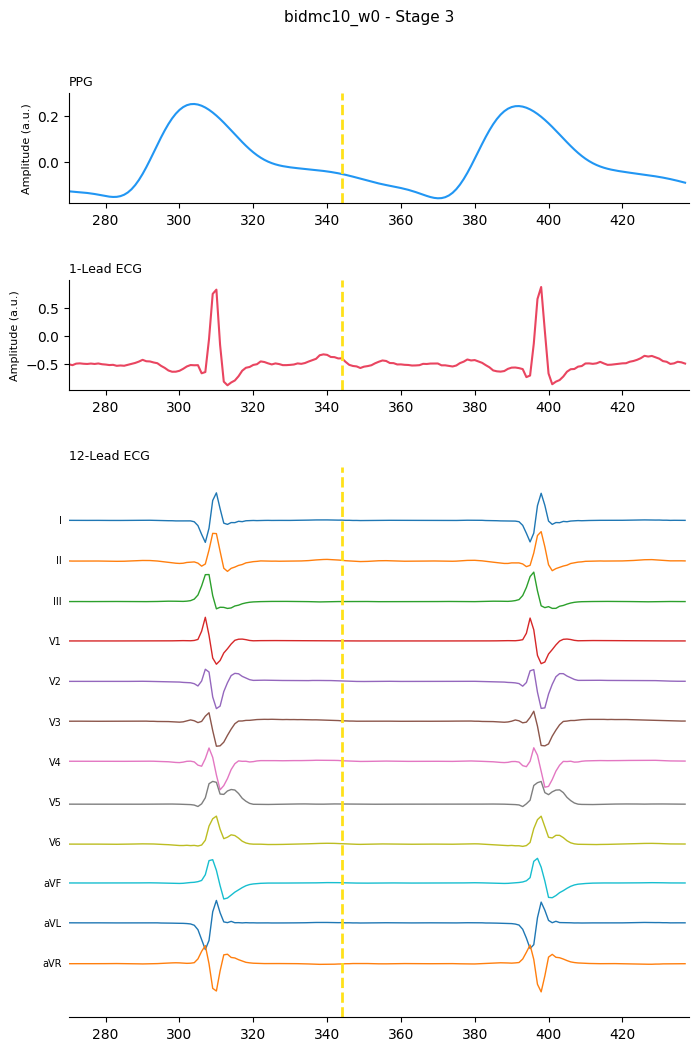 bidmc10_w0 - Stage 3
PPG
Amplitude (a.u.)
0.2
0.0
280 300 320 340 360 380 400 420
1-Lead ECG
Amplitude (a.u.)
0.5
0.0
−0.5
280 300 320 340 360 380 400 420
12-Lead ECG
I
II
III
V1
V2
V3
V4
V5
V6
aVF
aVL
aVR
280 300 320 340 360 380 400 420